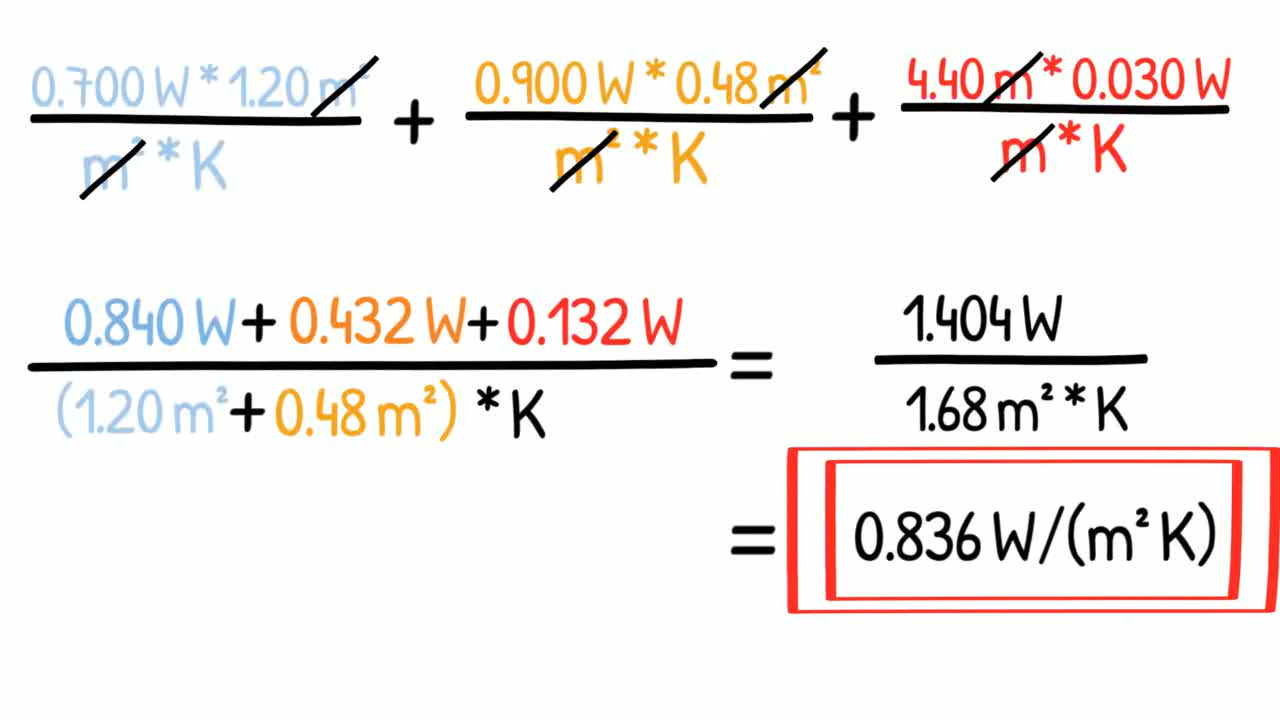 0.700 W * 1.20 m² + 0.900 W * 0.48 m² + 4.40 m * 0.030 W
m² * K m² * K m * K
0.840 W + 0.432 W + 0.132 W = 1.404 W
(1.20 m² + 0.48 m²) * K 1.68 m² * K
= 0.836 W/(m² K)